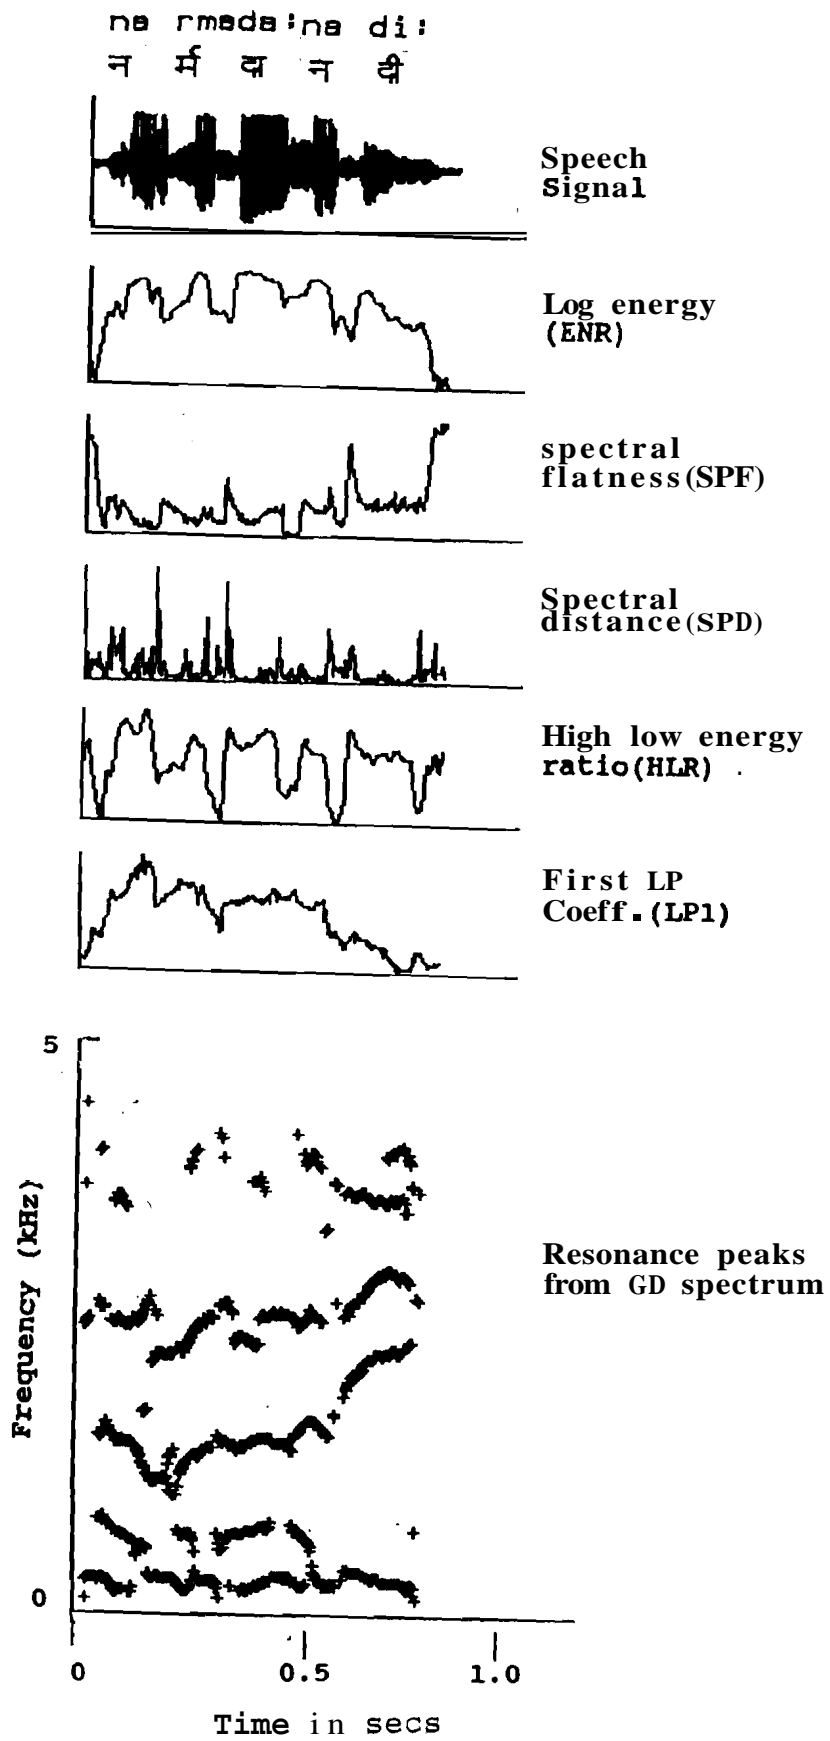 na rmada:na di:
न र्म दा न दी
Speech
Signal
Log energy
(ENR)
spectral
flatness(SPF)
Spectral
distance(SPD)
High low energy
ratio(HLR)
First LP
Coeff.(LP1)
5
Frequency (kHz)
Resonance peaks
from GD spectrum
0
0 0.5 1.0
Time in secs